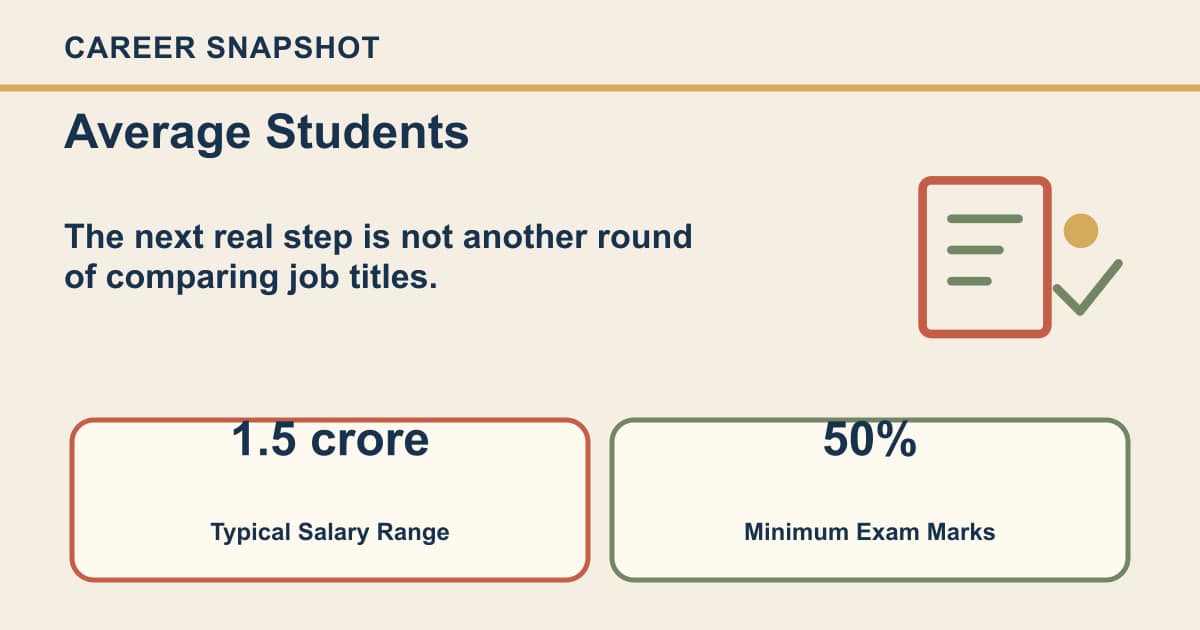 CAREER SNAPSHOT
Average Students
The next real step is not another round
of comparing job titles.
1.5 crore
Typical Salary Range
50%
Minimum Exam Marks